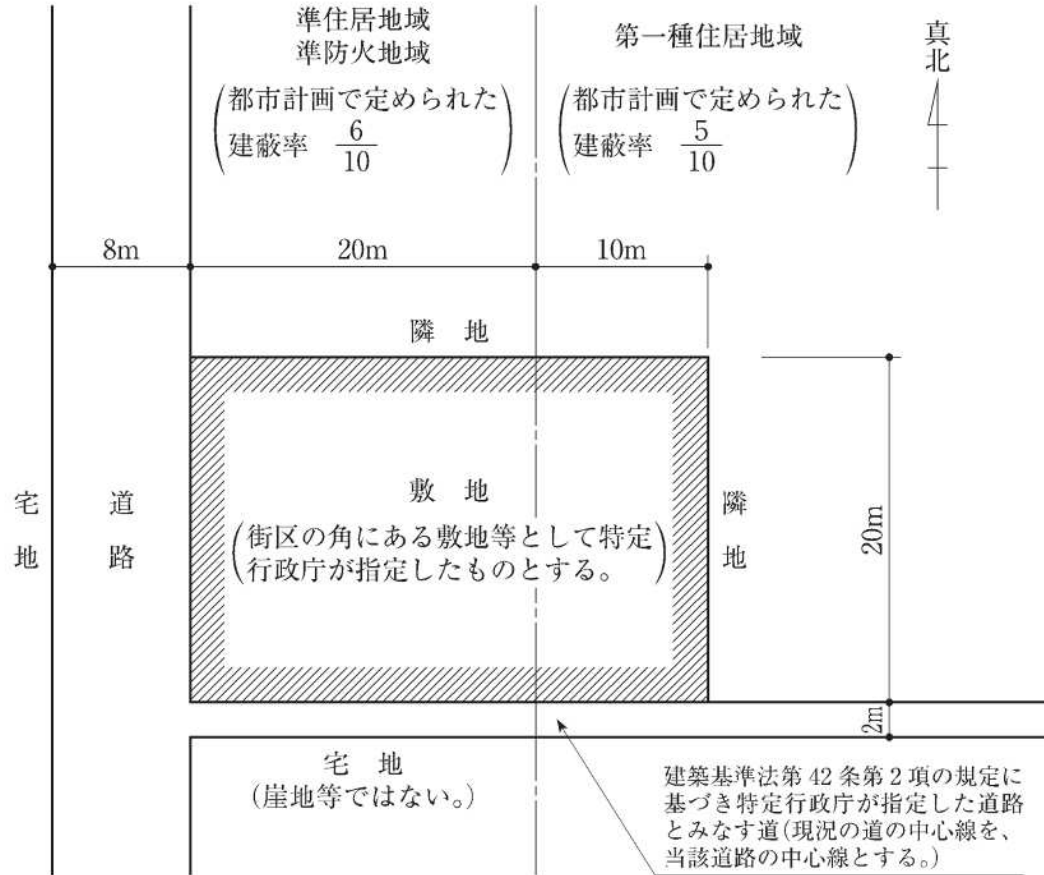 準住居地域
準防火地域
(都市計画で定められた
建蔽率 6/10)
第一種住居地域
(都市計画で定められた
建蔽率 5/10)
真北
8m
20m
10m
隣 地
宅地
道路
敷 地
(街区の角にある敷地等として特定
行政庁が指定したものとする。)
隣地
20m
2m
宅 地
(崖地等ではない。)
建築基準法第42条第2項の規定に
基づき特定行政庁が指定した道路
とみなす道(現況の道の中心線を、
当該道路の中心線とする。)